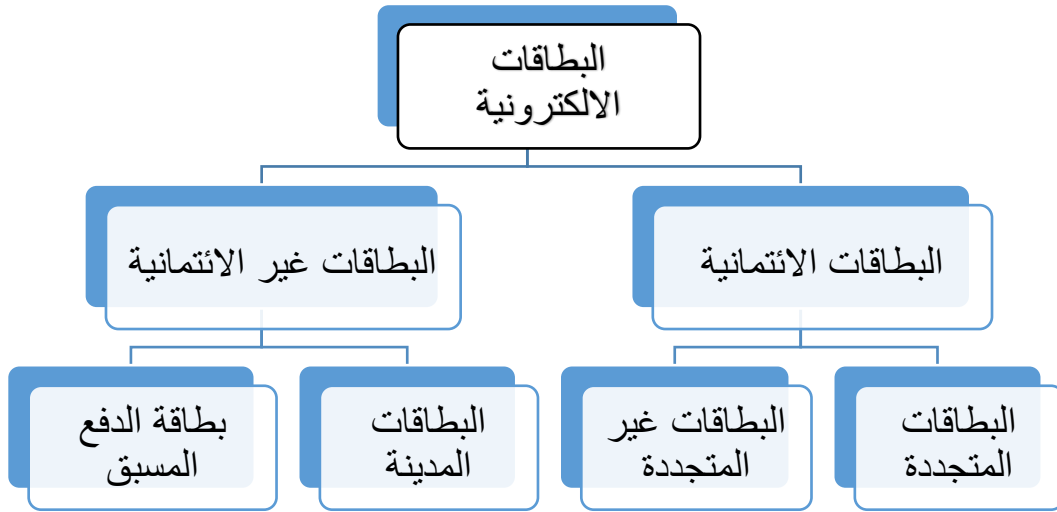 البطاقات
الالكترونية
البطاقات الائتمانية
البطاقات غير الائتمانية
البطاقات
المتجددة
البطاقات غير
المتجددة
البطاقات
المدينة
بطاقة الدفع
المسبق